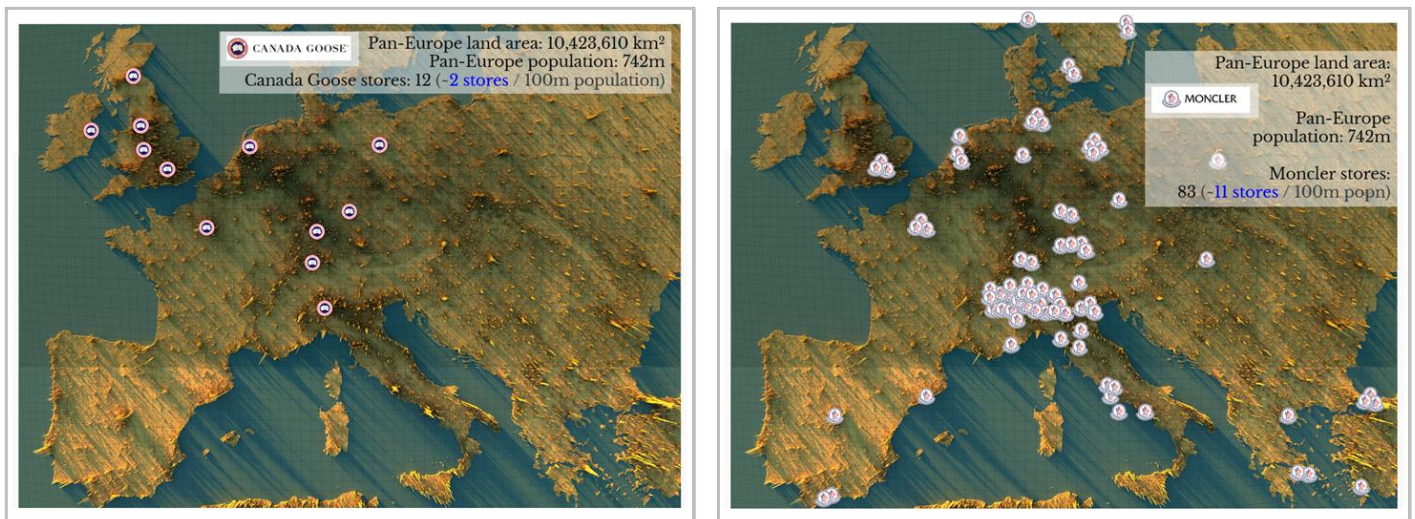 CANADA GOOSE
Pan-Europe land area: 10,423,610 km²
Pan-Europe population: 742m
Canada Goose stores: 12 (~2 stores / 100m population)
Pan-Europe land area:
10,423,610 km²
MONCLER
Pan-Europe
population: 742m
Moncler stores:
83 (~11 stores / 100m popn)